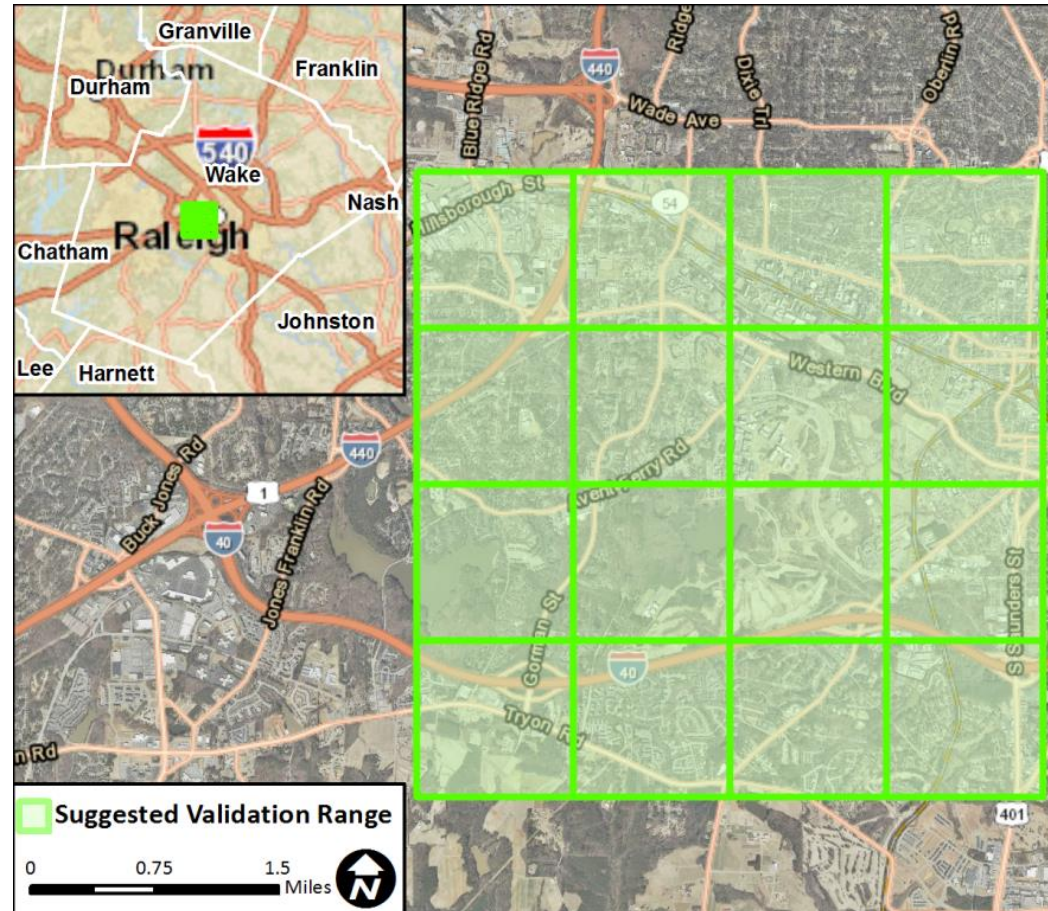 Granville
Durham
Franklin
Durham
540
Wake
Nash
Raleigh
Chatham
Johnston
Lee
Harnett
Blue Ridge Rd
440
Wade Ave
Dixie Trl
Oberlin Rd
Hillsborough St
54
Western Blvd
Buck Jones Rd
440
1
Jones Franklin Rd
40
Avent Ferry Rd
Gorman St
40
S Saunders St
Tryon Rd
n Rd
401
Suggested Validation Range
0 0.75 1.5
Miles
N